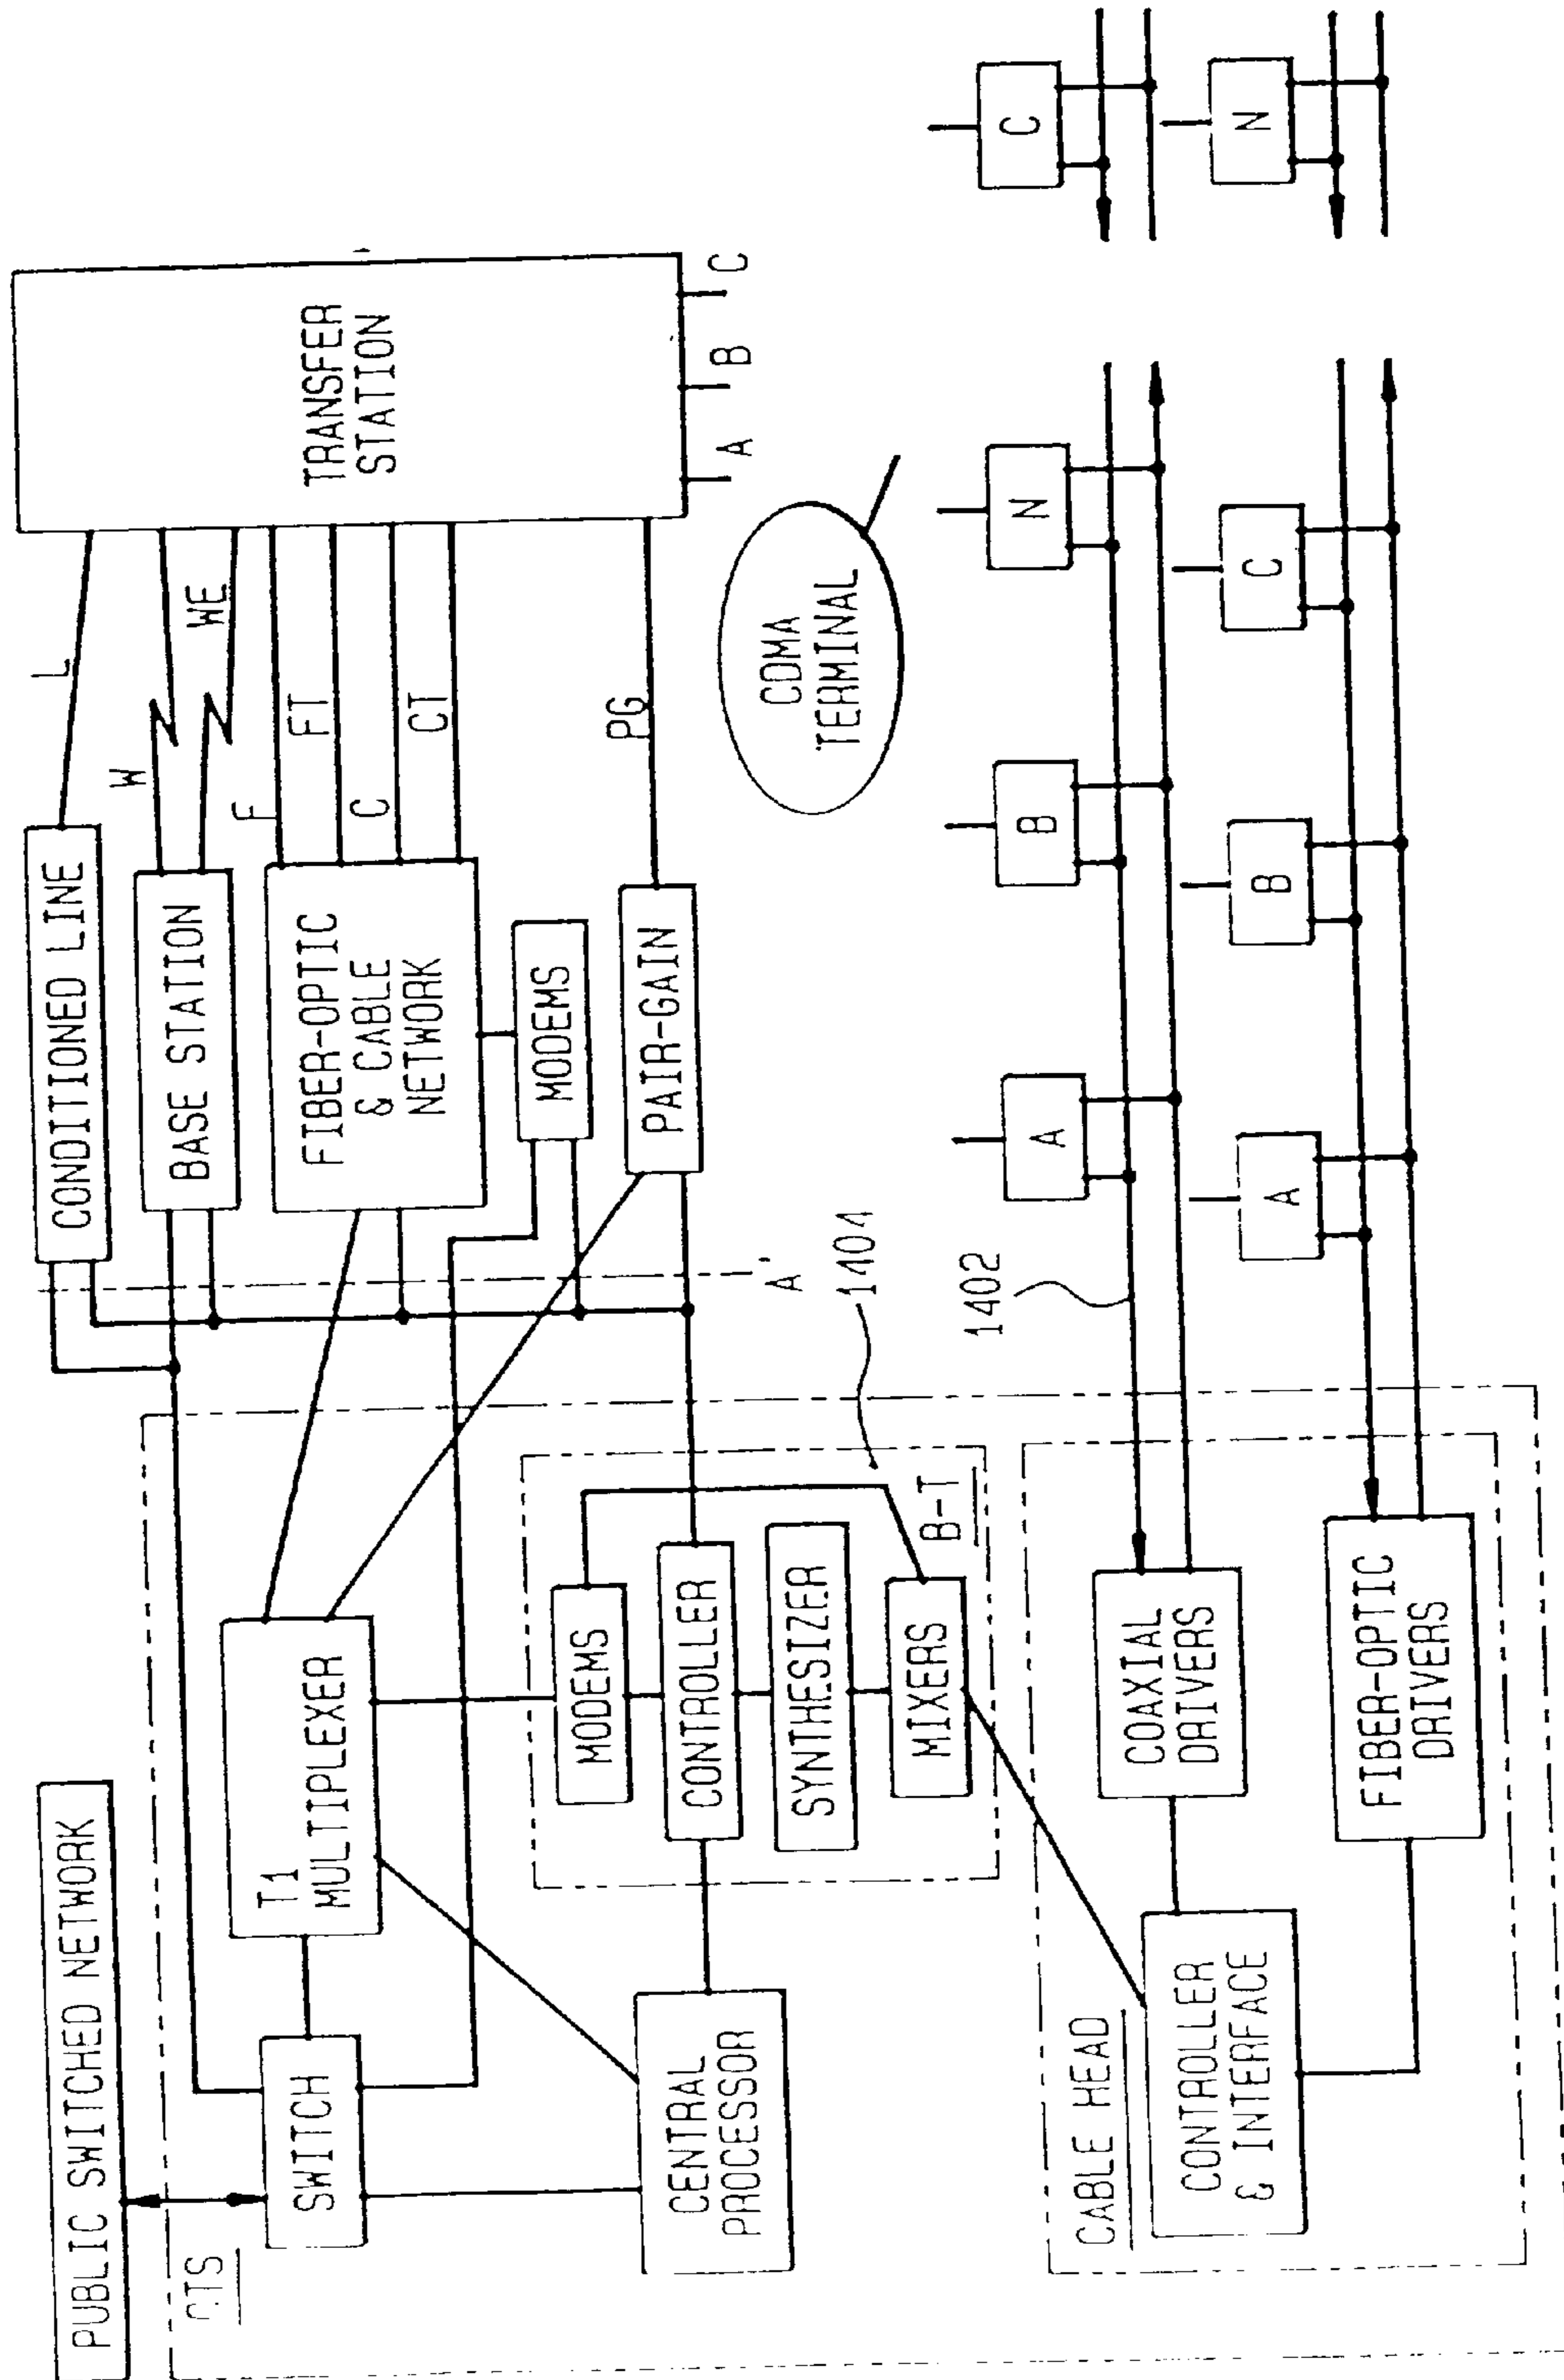 PUBLIC SWITCHED NETWORK
CONDITIONED LINE
L
BASE STATION
W
WE
FIBER-OPTIC
& CABLE
NETWORK
F
FT
C
CT
MODEMS
PAIR-GAIN
PG
TRANSFER
STATION
A
B
C
A'
SWITCH
T1
MULTIPLEXER
CENTRAL
PROCESSOR
MODEMS
CONTROLLER
SYNTHESIZER
MIXERS
B-T
1404
CDMA
TERMINAL
CABLE HEAD
CONTROLLER
& INTERFACE
COAXIAL
DRIVERS
FIBER-OPTIC
DRIVERS
1402
A
B
N
C
A
B
C
N